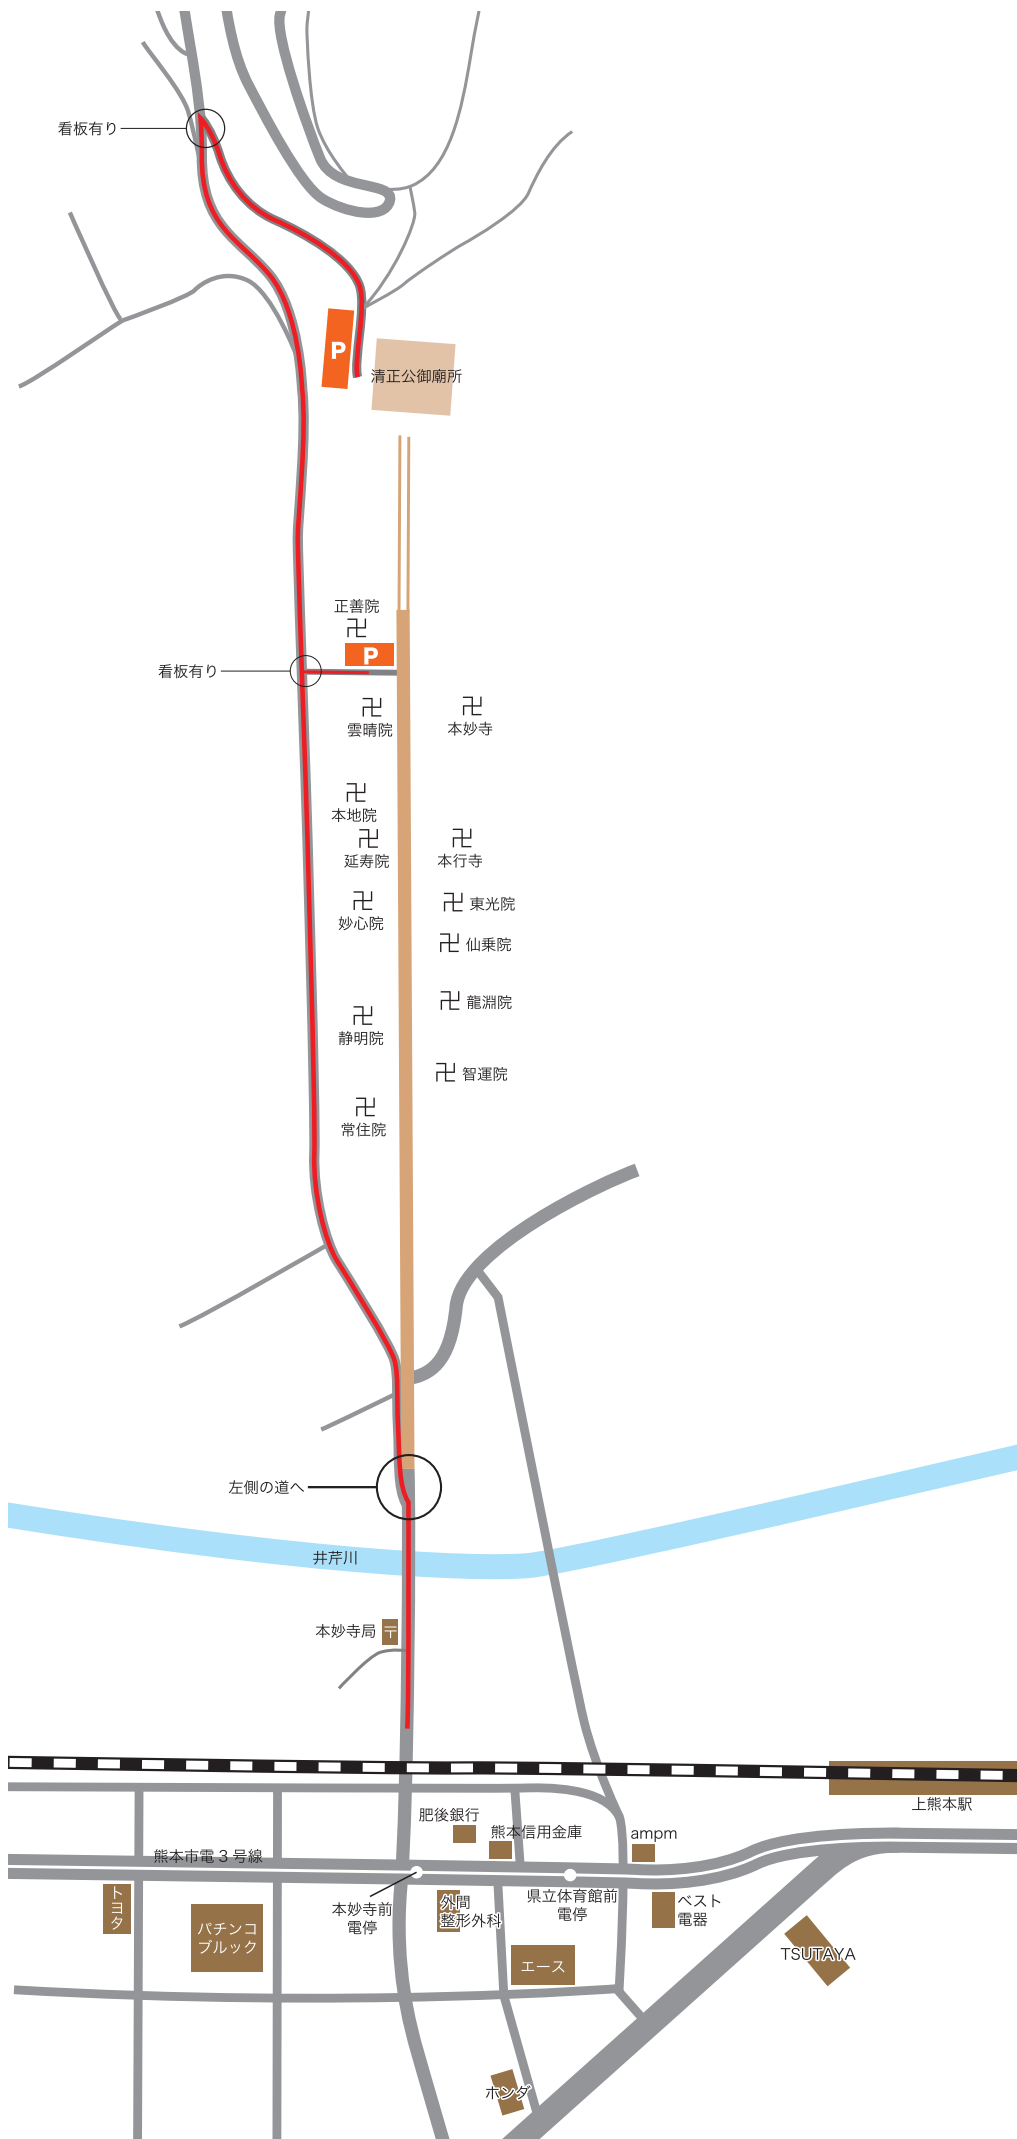 看板有り
P
清正公御廟所
正善院
卍
P
看板有り
卍
雲晴院
卍
本妙寺
卍
本地院
卍
延寿院
卍
本行寺
卍
妙心院
卍 東光院
卍 仙乗院
卍 龍淵院
卍
静明院
卍 智運院
卍
常住院
左側の道へ
井芹川
本妙寺局 〒
上熊本駅
肥後銀行
熊本信用金庫
ampm
熊本市電3号線
本妙寺前
電停
外間
整形外科
県立体育館前
電停
ベスト
電器
トヨタ
パチンコ
ブルック
エース
TSUTAYA
ホンダ